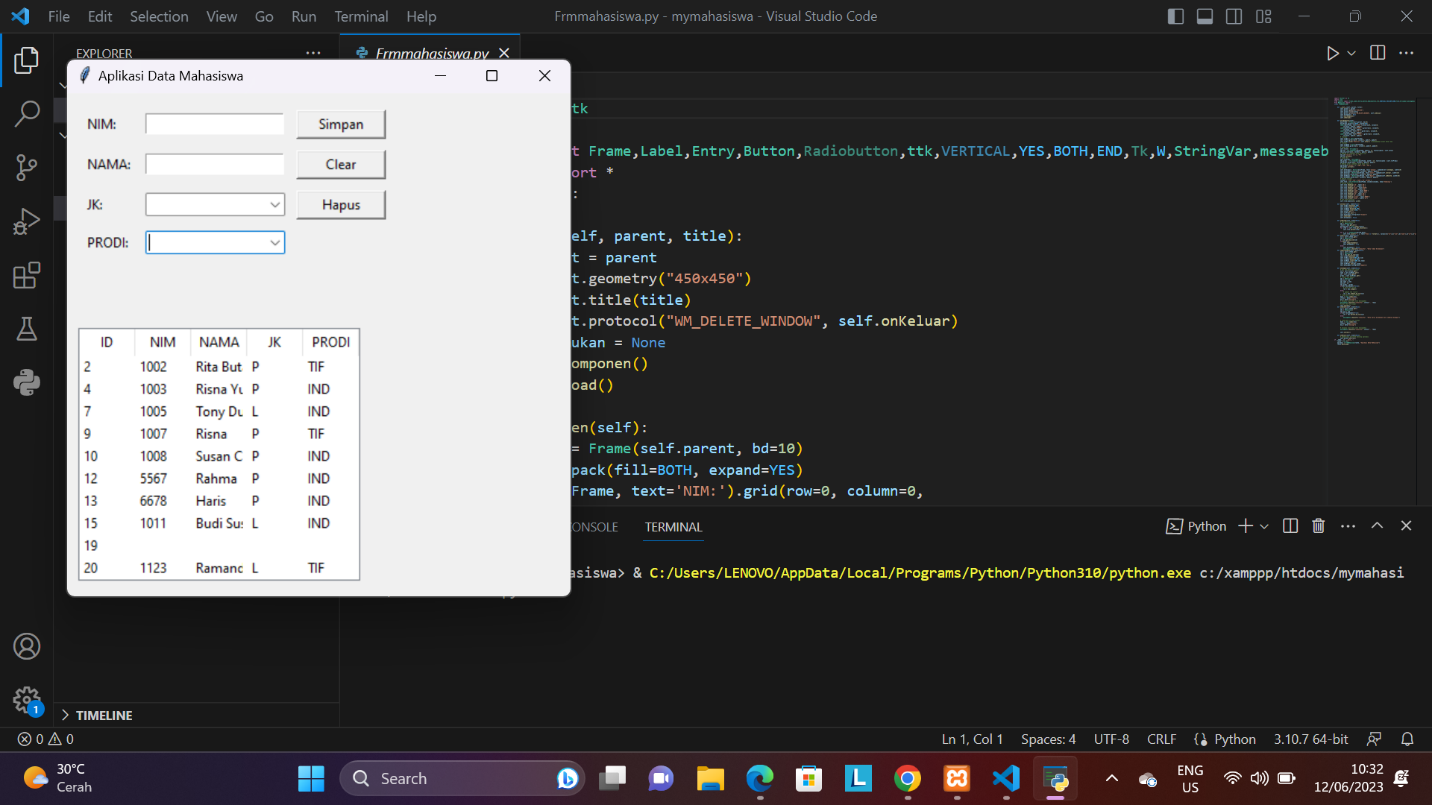 File Edit Selection View Go Run Terminal Help
Frmmahasiswa.py - mymahasiswa - Visual Studio Code
EXPLORER
Frmmahasiswa.py
Aplikasi Data Mahasiswa
NIM:
Simpan
NAMA:
Clear
JK:
Hapus
PRODI:
ID NIM NAMA JK PRODI
2 1002 Rita But P TIF
4 1003 Risna Yu P IND
7 1005 Tony Du L IND
9 1007 Risna P TIF
10 1008 Susan C P IND
12 5567 Rahma P IND
13 6678 Haris P IND
15 1011 Budi Sus L IND
19
20 1123 Ramanc L TIF
tk
t Frame,Label,Entry,Button,Radiobutton,ttk,VERTICAL,YES,BOTH,END,Tk,W,StringVar,messageb
ort *
:
elf, parent, title):
t = parent
t.geometry("450x450")
t.title(title)
t.protocol("WM_DELETE_WINDOW", self.onKeluar)
ukan = None
omponen()
oad()
en(self):
= Frame(self.parent, bd=10)
pack(fill=BOTH, expand=YES)
Frame, text='NIM:').grid(row=0, column=0,
ONSOLE TERMINAL
Python
asiswa> & C:/Users/LENOVO/AppData/Local/Programs/Python/Python310/python.exe c:/xamppp/htdocs/mymahasi
TIMELINE
1
0 0
Ln 1, Col 1 Spaces: 4 UTF-8 CRLF Python 3.10.7 64-bit
30°C
Cerah
Search
ENG
US
10:32
12/06/2023